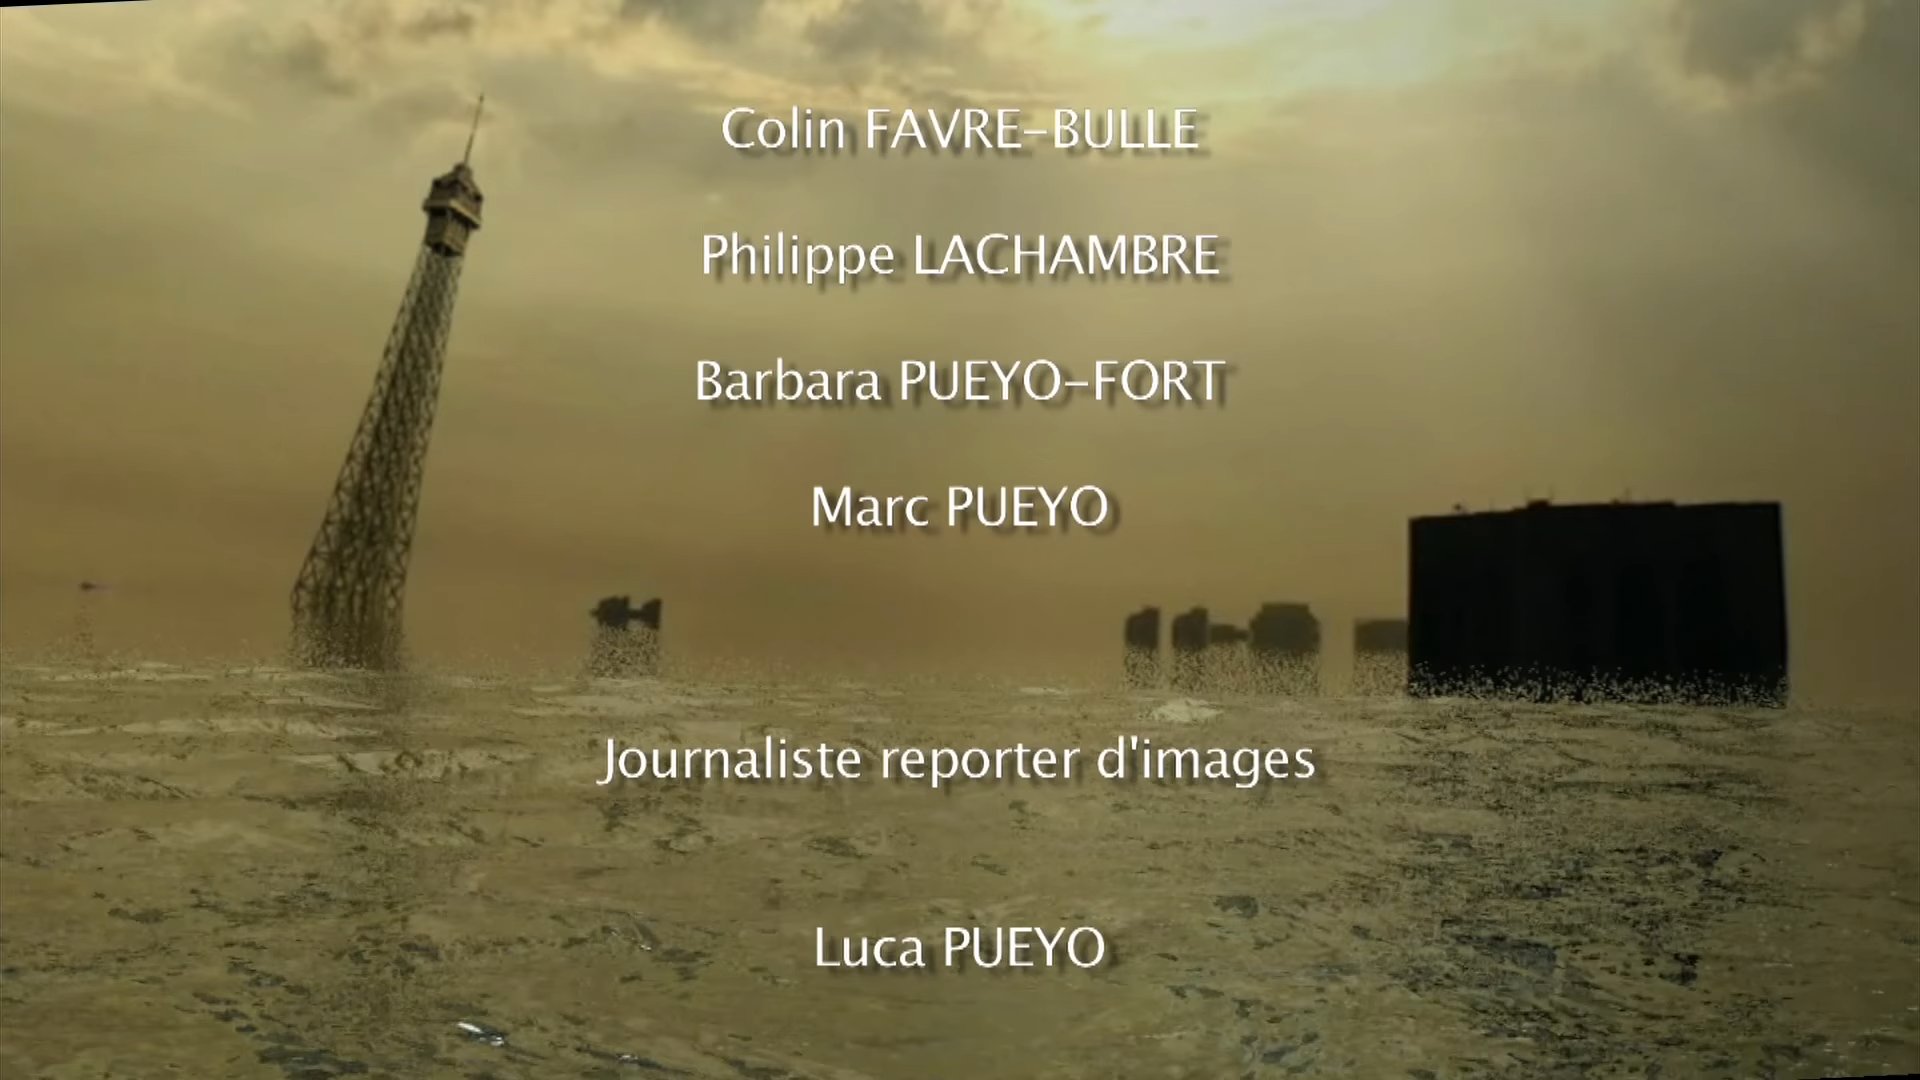 Colin FAVRE-BULLE
Philippe LACHAMBRE
Barbara PUEYO-FORT
Marc PUEYO
Journaliste reporter d'images
Luca PUEYO